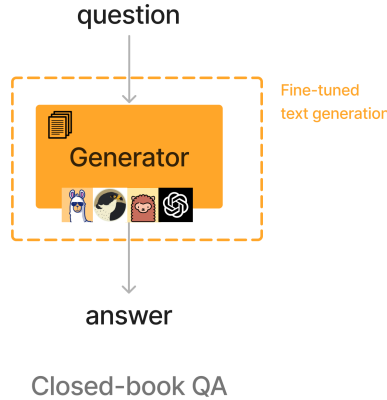 question
Fine-tuned
text generation
Generator
answer
Closed-book QA